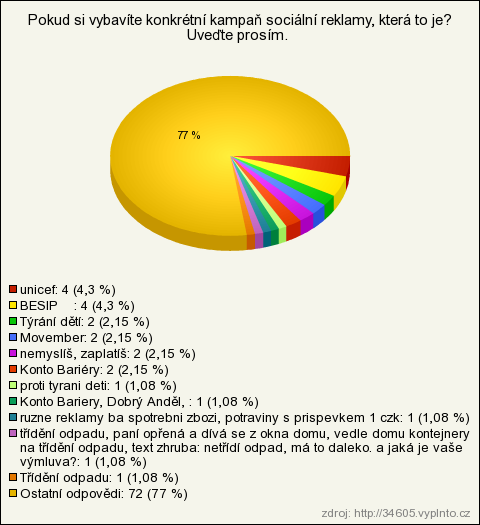 Pokud si vybavíte konkrétní kampaň sociální reklamy, která to je?
Uveďte prosím.
77 %
unicef: 4 (4,3 %)
BESIP : 4 (4,3 %)
Týrání dětí: 2 (2,15 %)
Movember: 2 (2,15 %)
nemyslíš, zaplatíš: 2 (2,15 %)
Konto Bariéry: 2 (2,15 %)
proti tyrani deti: 1 (1,08 %)
Konto Bariery, Dobrý Anděl, : 1 (1,08 %)
ruzne reklamy ba spotrebni zbozi, potraviny s prispevkem 1 czk: 1 (1,08 %)
třídění odpadu, paní opřená a dívá se z okna domu, vedle domu kontejnery
na třídění odpadu, text zhruba: netřídí odpad, má to daleko. a jaká je vaše
výmluva?: 1 (1,08 %)
Třídění odpadu: 1 (1,08 %)
Ostatní odpovědi: 72 (77 %)
zdroj: http://34605.vyplnto.cz